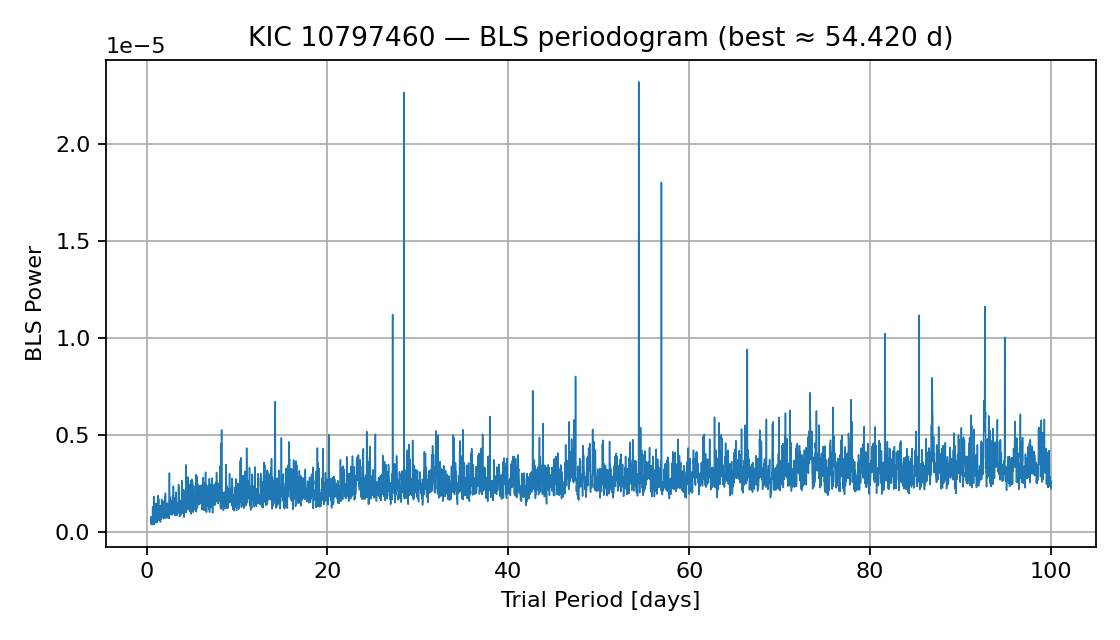 KIC 10797460 — BLS periodogram (best ≈ 54.420 d)
1e−5
2.0
1.5
1.0
0.5
0.0
BLS Power
0 20 40 60 80 100
Trial Period [days]